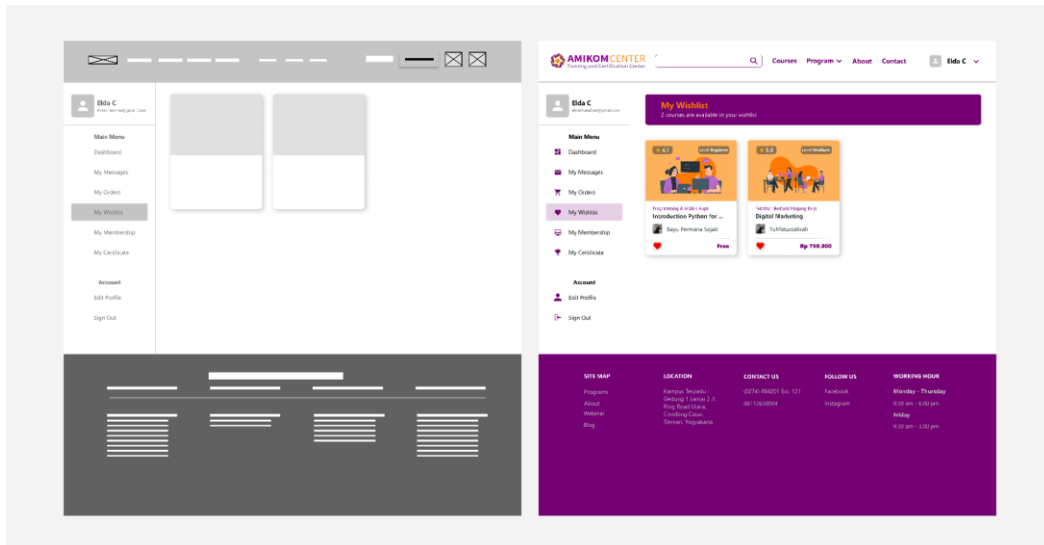 Elda C
Main Menu
Dashboard
My Messages
My Orders
My Wishlist
My Membership
My Certificate
Account
Edit Profile
Sign Out
AMIKOM CENTER
Training and Certification Center
Courses Program About Contact Elda C
Elda C
Main Menu
Dashboard
My Messages
My Orders
My Wishlist
My Membership
My Certificate
Account
Edit Profile
Sign Out
My Wishlist
2 courses are available in your wishlist
4.1 Level Beginner
Introduction Python for ...
Bayu Permana Sejati
Free
5.0 Level Medium
Digital Marketing
Tuhfatussalisah
Rp 750.000
SITE MAP
Programs
About
Webinar
Blog
LOCATION
Kampus Terpadu :
Gedung 1 Lantai 2 Jl.
Ring Road Utara,
Condong Catur,
Sleman, Yogyakarta
CONTACT US
(0274) 884201 Ext. 121
FOLLOW US
Facebook
Instagram
WORKING HOUR
Monday - Thursday
9.30 am - 6.00 pm
Friday
9.30 am - 3.00 pm